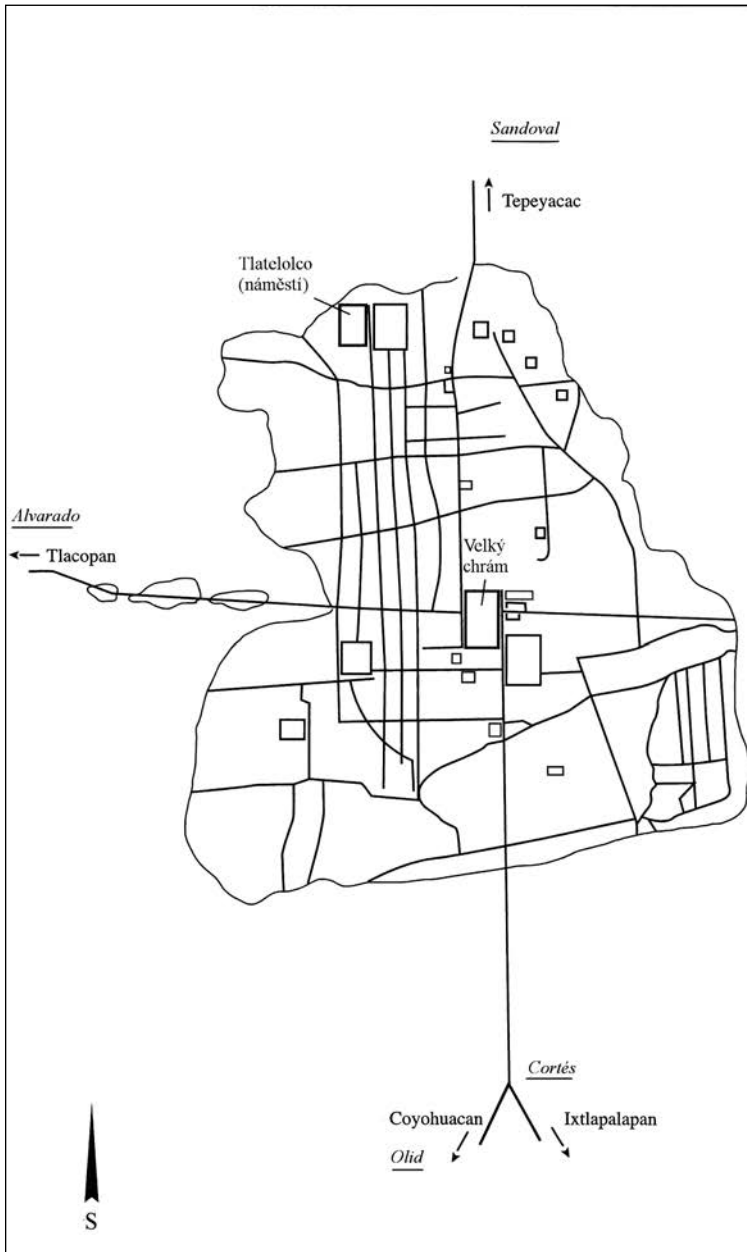 Sandoval
Tepeyacac
Tlatelolco
(náměstí)
Alvarado
Tlacopan
Velký
chrám
Cortés
Coyohuacan
Ixtlapalapan
Olid
S